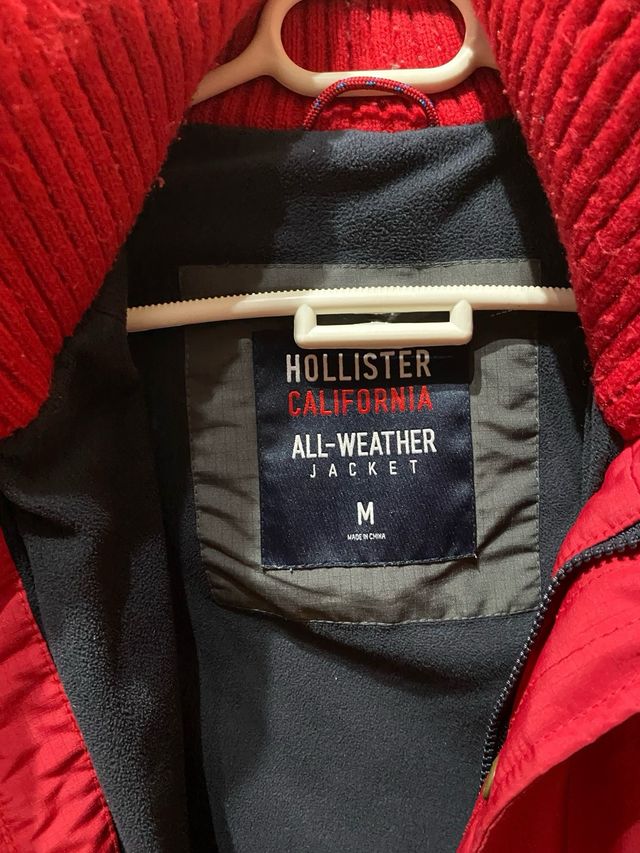 HOLLISTER
CALIFORNIA
ALL-WEATHER
JACKET
M
MADE IN CHINA